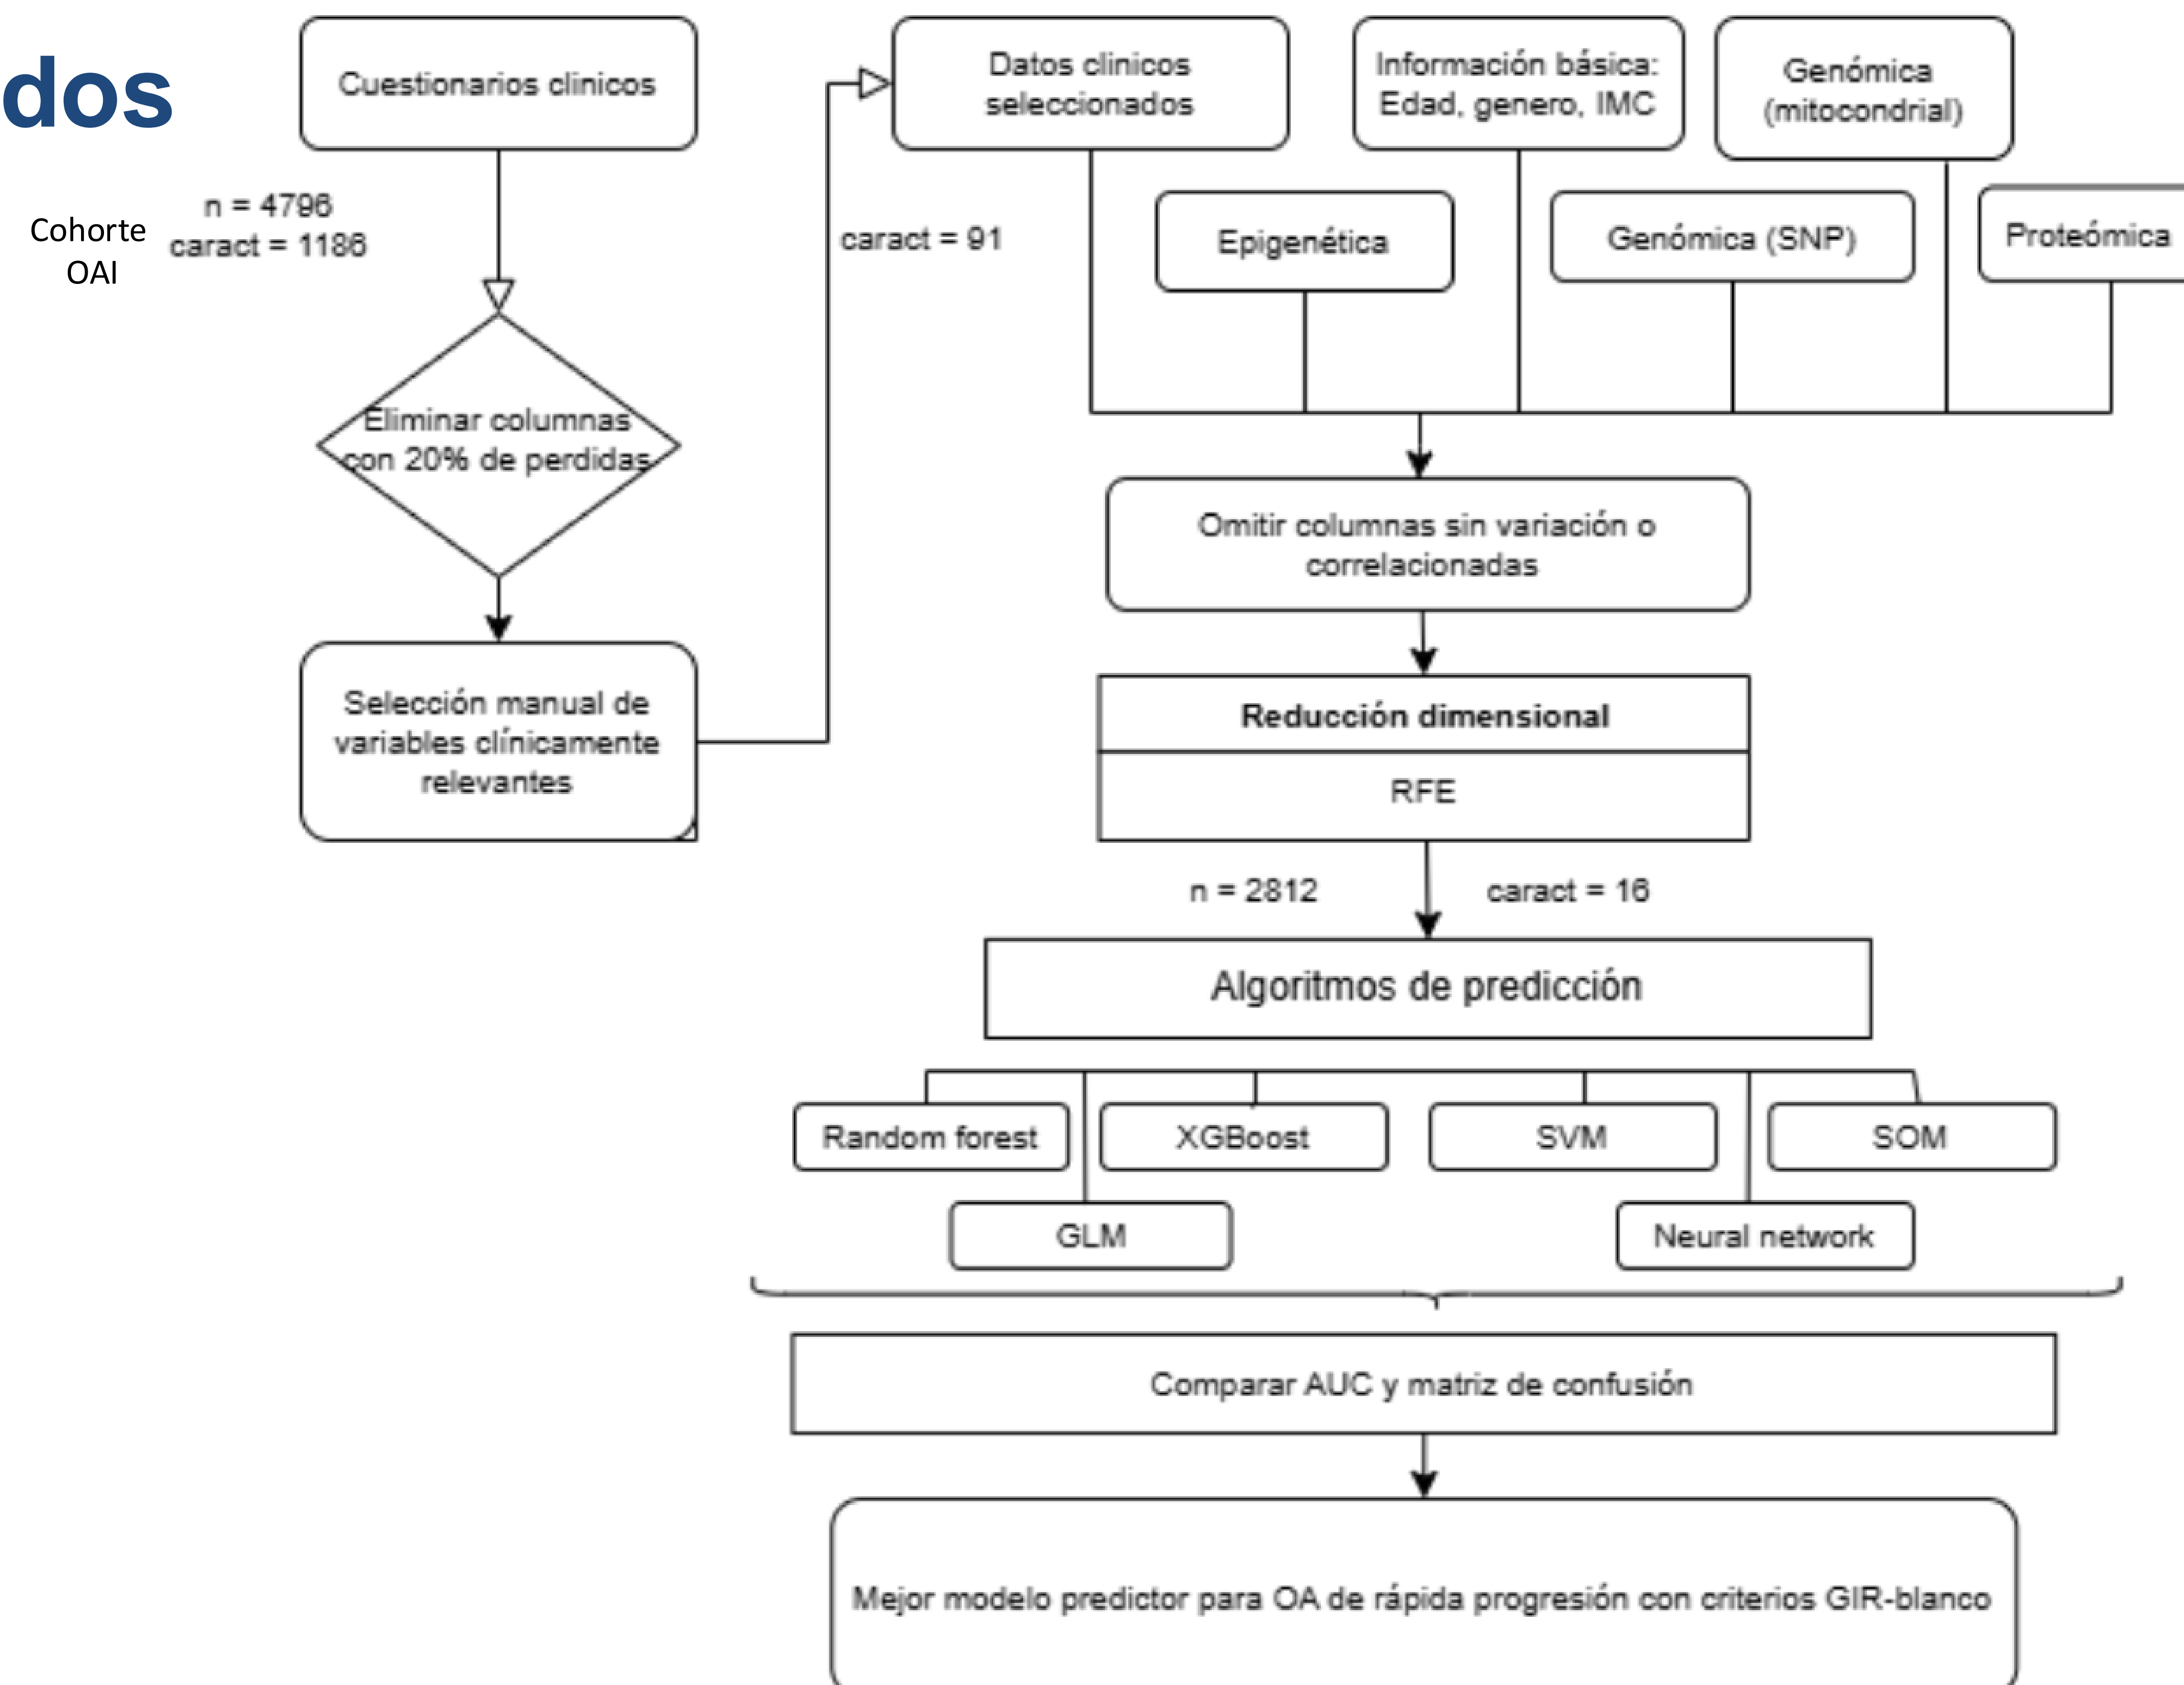 dos
Cohorte
OAI
n = 4796
caract = 1186
Cuestionarios clinicos
Eliminar columnas
con 20% de perdidas
Selección manual de
variables clínicamente
relevantes
caract = 91
Datos clinicos
seleccionados
Información básica:
Edad, genero, IMC
Genómica
(mitocondrial)
Epigenética
Genómica (SNP)
Proteómica
Omitir columnas sin variación o
correlacionadas
Reducción dimensional
RFE
n = 2812
caract = 16
Algoritmos de predicción
Random forest
XGBoost
SVM
SOM
GLM
Neural network
Comparar AUC y matriz de confusión
Mejor modelo predictor para OA de rápida progresión con criterios GIR-blanco